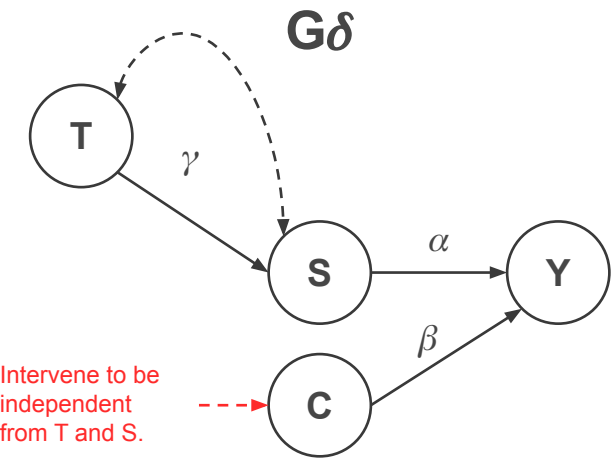 Gδ
T
γ
S
α
Y
β
Intervene to be
independent
from T and S.
C